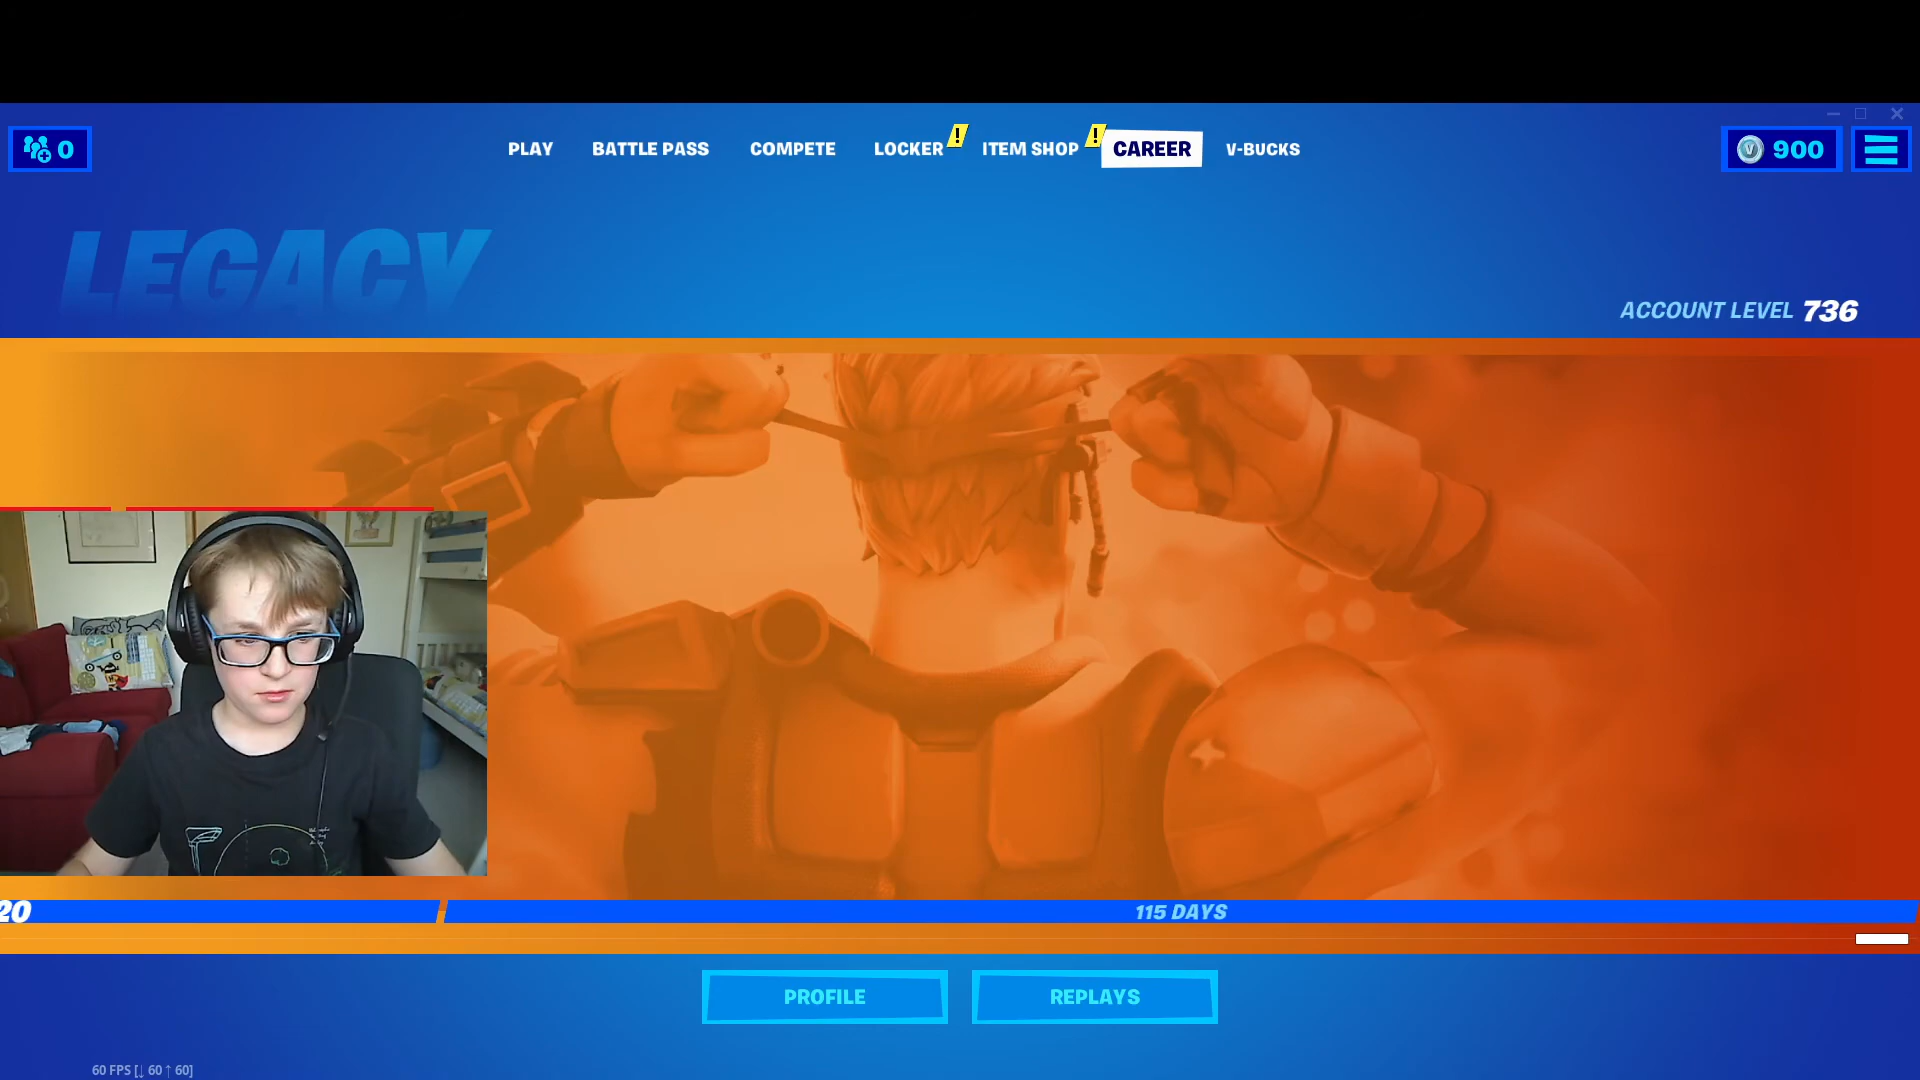 0
PLAY
BATTLE PASS
COMPETE
LOCKER
!
ITEM SHOP
!
CAREER
V-BUCKS
900
LEGACY
ACCOUNT LEVEL 736
20
115 DAYS
PROFILE
REPLAYS
60 FPS [↓ 60 ↑ 60]